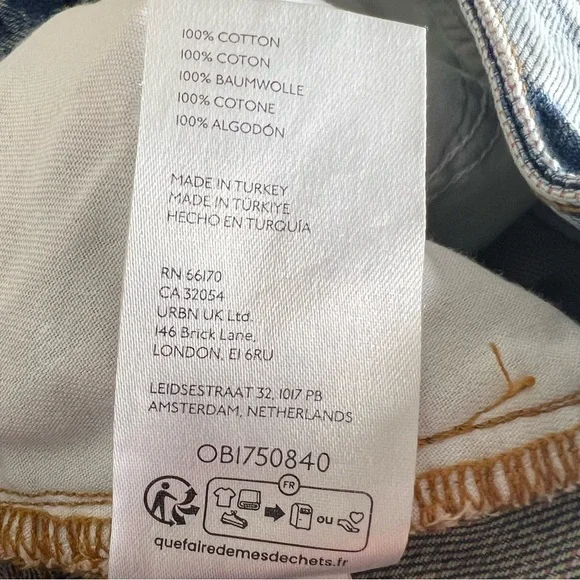 100% COTTON
100% COTON
100% BAUMWOLLE
100% COTONE
100% ALGODÓN
MADE IN TURKEY
MADE IN TÜRKIYE
HECHO EN TURQUÍA
RN 66170
CA 32054
URBN UK Ltd.
146 Brick Lane,
LONDON, E1 6RU
LEIDSESTRAAT 32, 1017 PB
AMSTERDAM, NETHERLANDS
OB1750840
FR
ou
quefairedemesdechets.fr